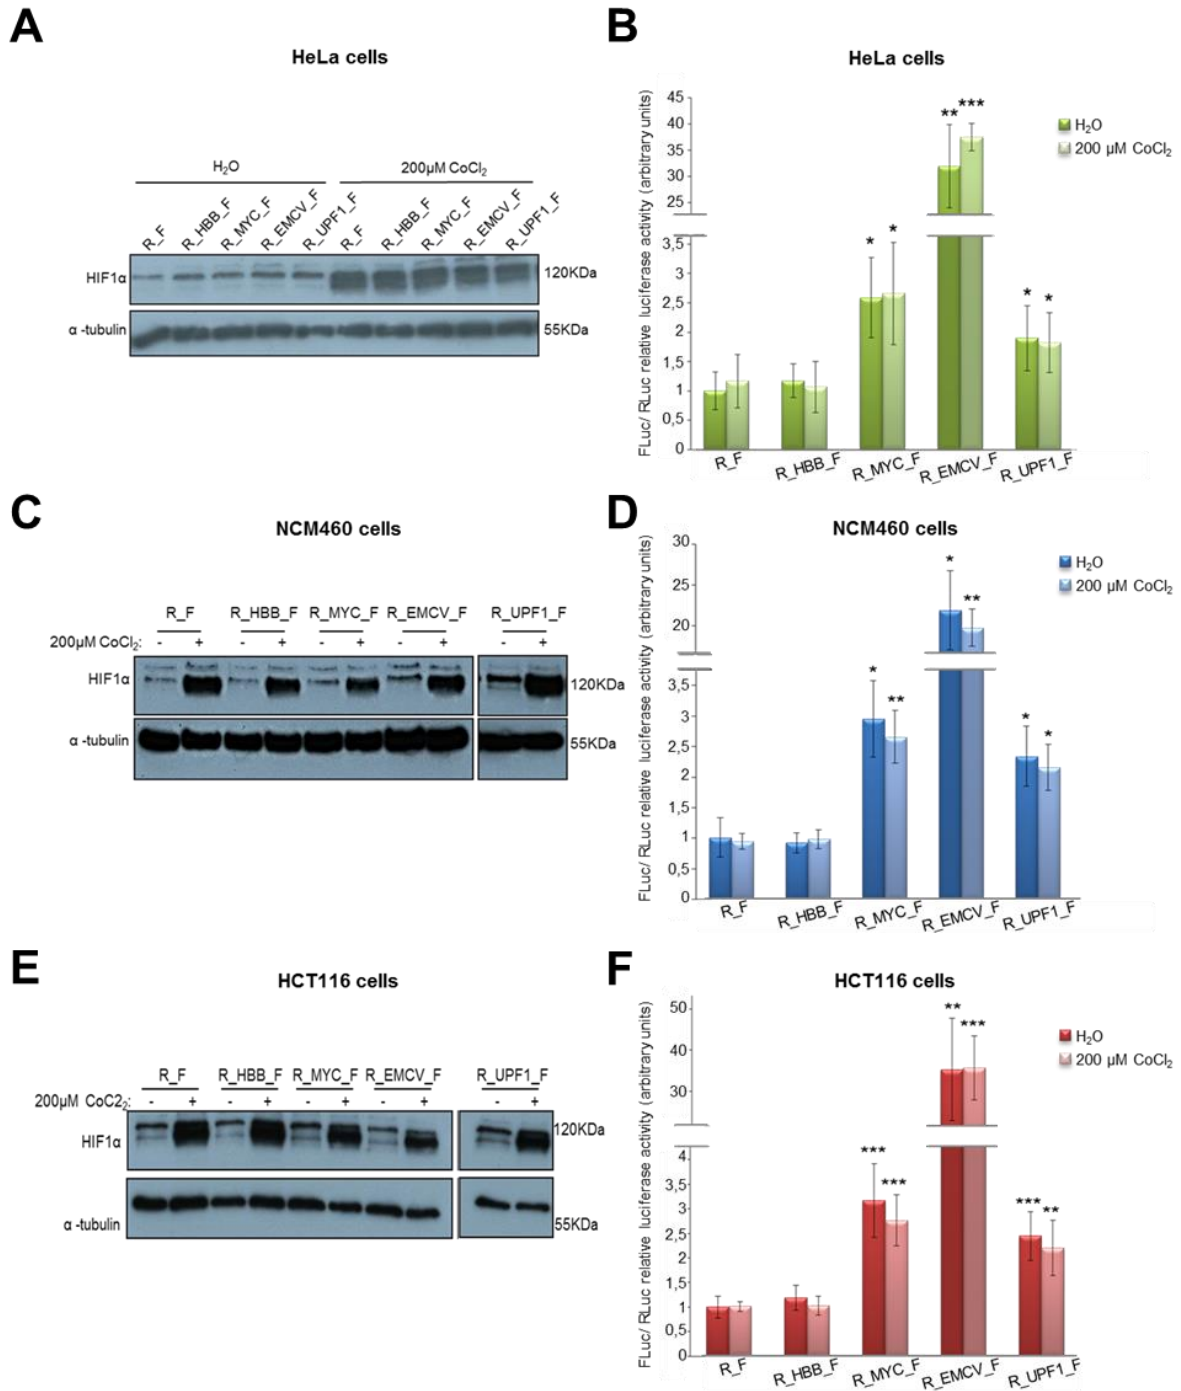 A
HeLa cells
H2O 200µM CoCl2
R_F R_HBB_F R_MYC_F R_EMCV_F R_UPF1_F R_F R_HBB_F R_MYC_F R_EMCV_F R_UPF1_F
HIF1α 120KDa
α -tubulin 55KDa
B
HeLa cells
FLuc/ RLuc relative luciferase activity (arbitrary units)
45
40
35
30
25
3,5
3
2,5
2
1,5
1
0,5
0
* * ** *** * *
H2O
200 µM CoCl2
R_F R_HBB_F R_MYC_F R_EMCV_F R_UPF1_F
C
NCM460 cells
R_F R_HBB_F R_MYC_F R_EMCV_F R_UPF1_F
200µM CoCl2: - + - + - + - + - +
HIF1α 120KDa
α -tubulin 55KDa
D
NCM460 cells
FLuc/ RLuc relative luciferase activity (arbitrary units)
30
25
20
3,5
3
2,5
2
1,5
1
0,5
0
* ** * ** * *
H2O
200 µM CoCl2
R_F R_HBB_F R_MYC_F R_EMCV_F R_UPF1_F
E
HCT116 cells
R_F R_HBB_F R_MYC_F R_EMCV_F R_UPF1_F
200µM CoC22: - + - + - + - + - +
HIF1α 120KDa
α -tubulin 55KDa
F
HCT116 cells
FLuc/ RLuc relative luciferase activity (arbitrary units)
50
40
30
4
3,5
3
2,5
2
1,5
1
0,5
0
*** *** ** *** *** **
H2O
200 µM CoCl2
R_F R_HBB_F R_MYC_F R_EMCV_F R_UPF1_F